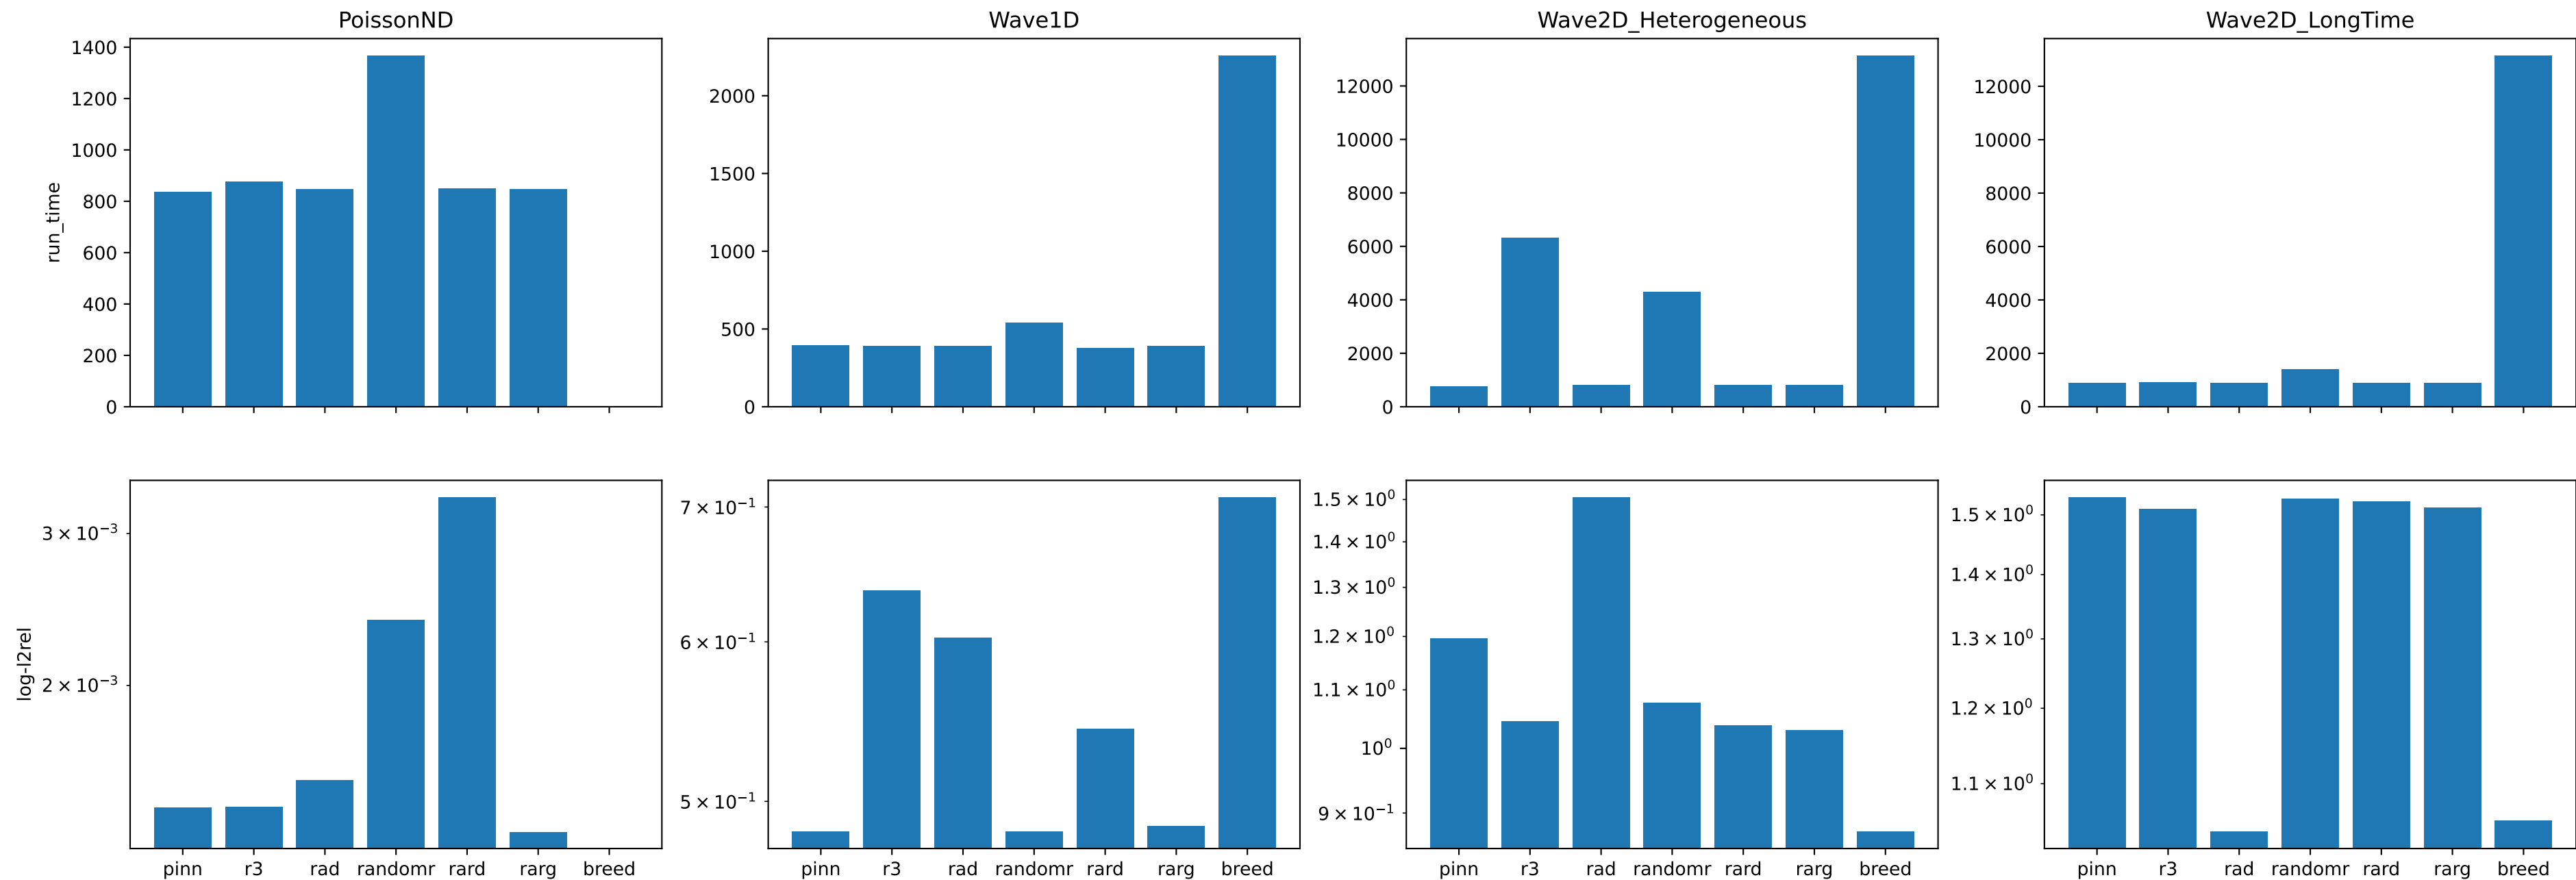 PoissonND
Wave1D
Wave2D_Heterogeneous
Wave2D_LongTime
run_time
1400
1200
1000
800
600
400
200
0
2000
1500
1000
500
0
12000
10000
8000
6000
4000
2000
0
12000
10000
8000
6000
4000
2000
0
log-l2rel
3 × 10⁻³
2 × 10⁻³
7 × 10⁻¹
6 × 10⁻¹
5 × 10⁻¹
1.5 × 10⁰
1.4 × 10⁰
1.3 × 10⁰
1.2 × 10⁰
1.1 × 10⁰
10⁰
9 × 10⁻¹
1.5 × 10⁰
1.4 × 10⁰
1.3 × 10⁰
1.2 × 10⁰
1.1 × 10⁰
pinn r3 rad randomr rard rarg breed
pinn r3 rad randomr rard rarg breed
pinn r3 rad randomr rard rarg breed
pinn r3 rad randomr rard rarg breed